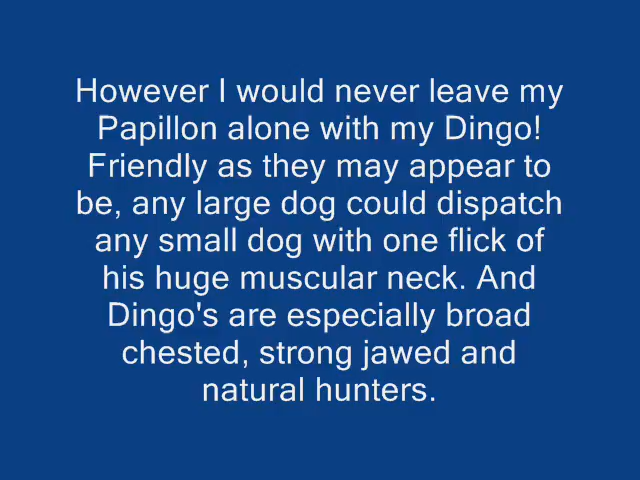 However I would never leave my
Papillon alone with my Dingo!
Friendly as they may appear to
be, any large dog could dispatch
any small dog with one flick of
his huge muscular neck. And
Dingo's are especially broad
chested, strong jawed and
natural hunters.